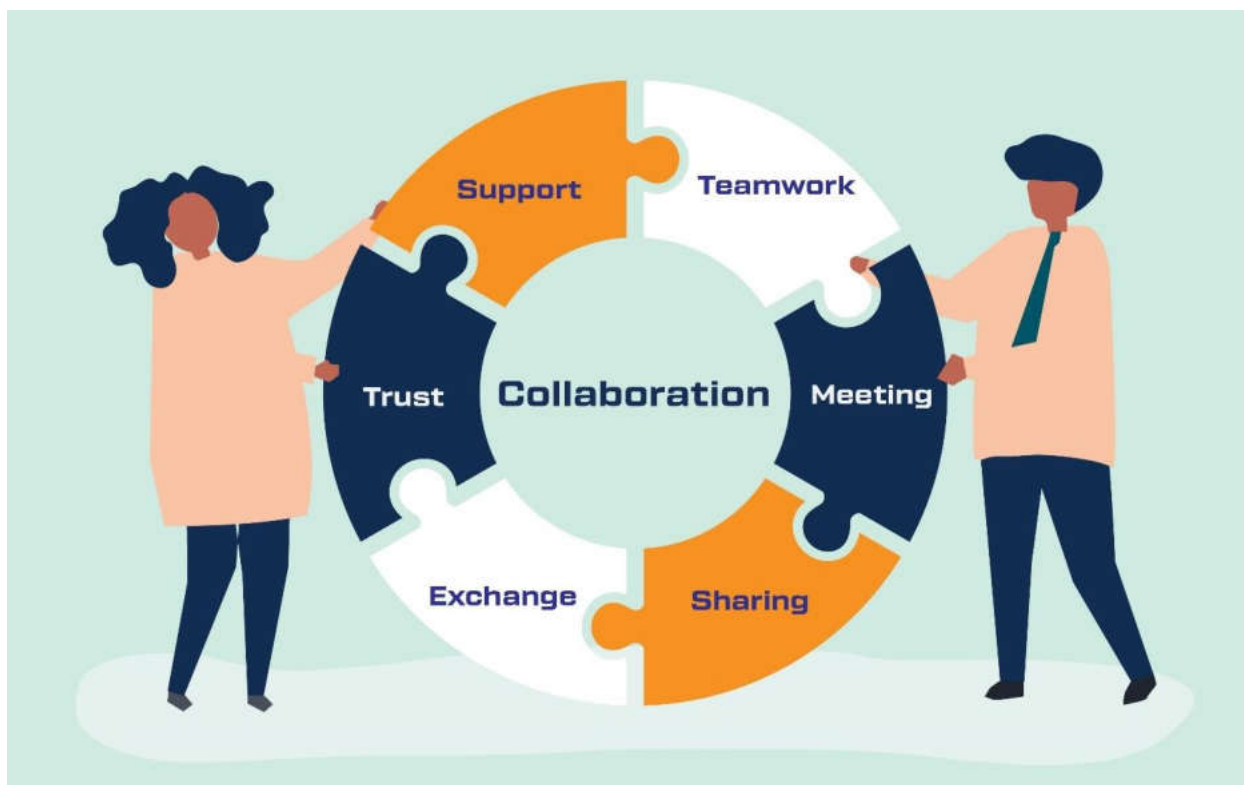 Support
Teamwork
Trust
Collaboration
Meeting
Exchange
Sharing